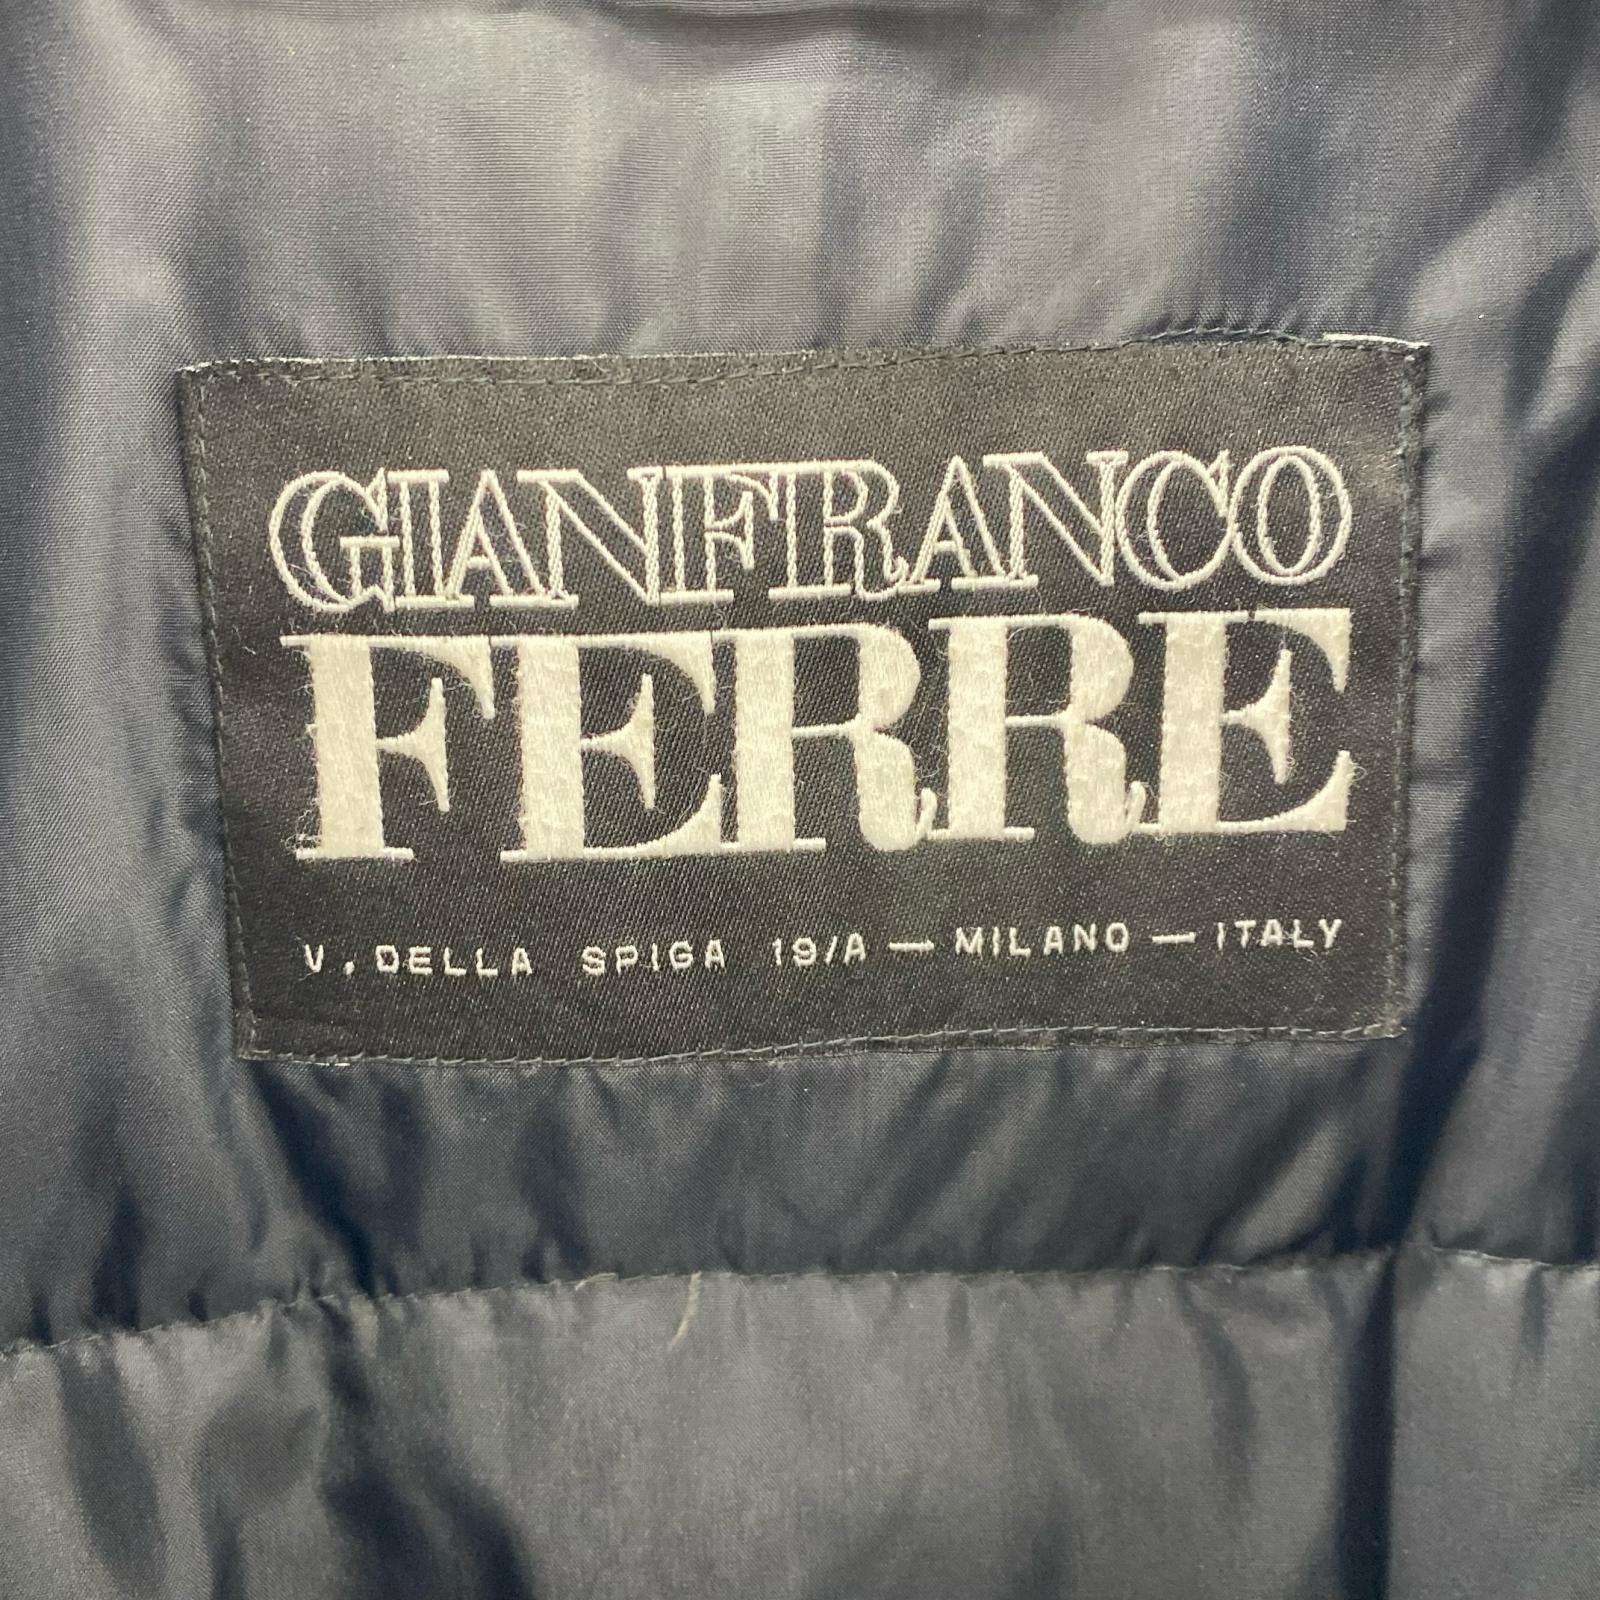 GIANFRANCO
FERRE
V. DELLA SPIGA 19/A — MILANO — ITALY